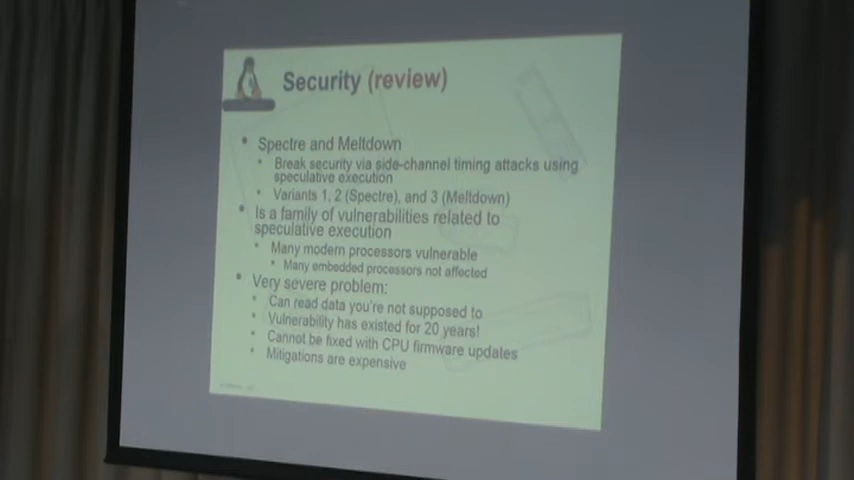 Security (review)
• Spectre and Meltdown
• Break security via side-channel timing attacks using
speculative execution
• Variants 1, 2 (Spectre), and 3 (Meltdown)
• Is a family of vulnerabilities related to
speculative execution
• Many modern processors vulnerable
• Many embedded processors not affected
• Very severe problem:
• Can read data you're not supposed to
• Vulnerability has existed for 20 years!
• Cannot be fixed with CPU firmware updates
• Mitigations are expensive